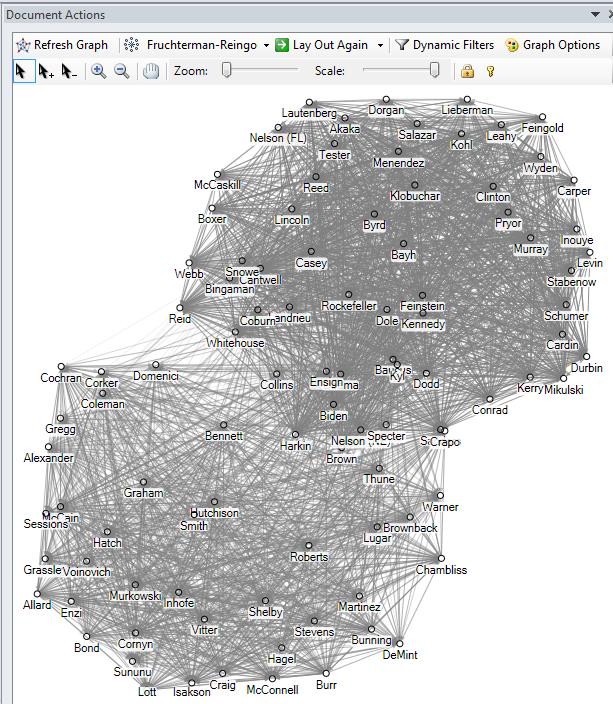 Document Actions
Refresh Graph Fruchterman-Reingo Lay Out Again Dynamic Filters Graph Options
Zoom: Scale:
Lautenberg Dorgan Lieberman
Nelson (FL) Akaka Salazar Kohl Leahy Feingold
Tester Menendez Wyden
McCaskill Reed Klobuchar Clinton Carper
Boxer Lincoln Byrd Pryor Inouye
Webb Snowe Cantwell Casey Bayh Murray Levin
Bingaman Stabenow
Reid Coburn Landrieu Rockefeller Dole Feinstein Kennedy Schumer
Whitehouse Cardin
Cochran Corker Domenici Collins Ensign Kyl Dodd Kerry Mikulski Durbin
Coleman Biden Conrad
Gregg Bennett Harkin Nelson Specter Crapo
Alexander Brown
Graham Thune
Sessions McCain Hutchison Warner
Smith
Hatch Lugar Brownback
Grassle Voinovich Roberts Chambliss
Allard Enzi Murkowski Inhofe Shelby Martinez
Bond Cornyn Vitter Stevens Bunning
Sununu Hagel DeMint
Lott Isakson Craig McConnell Burr